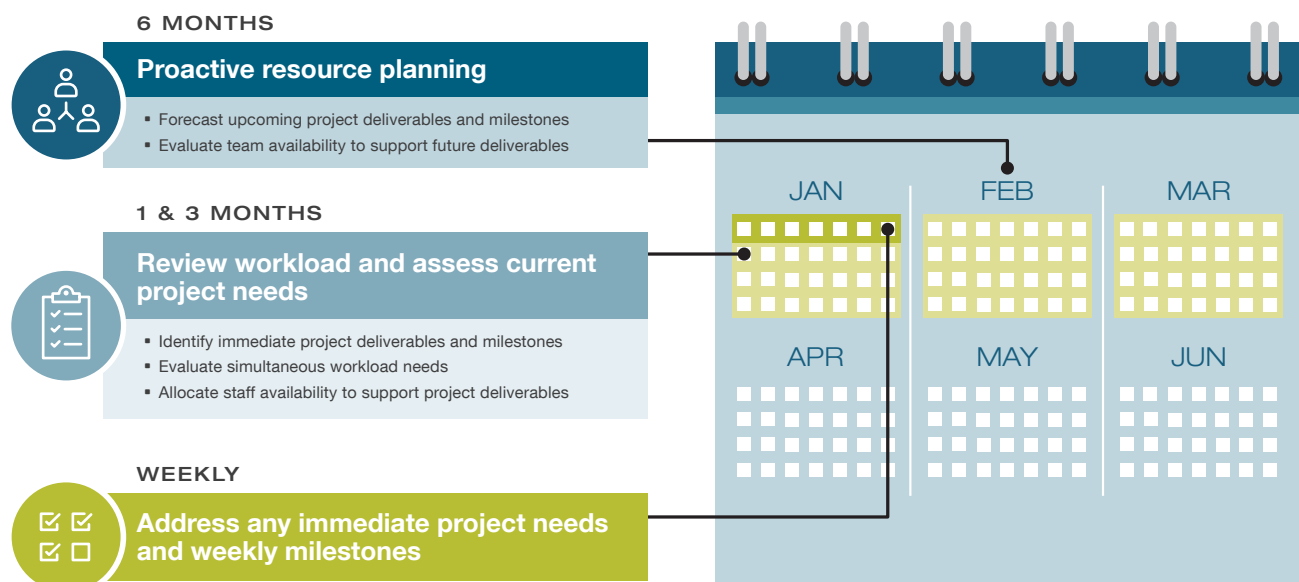 6 MONTHS
Proactive resource planning
▪ Forecast upcoming project deliverables and milestones
▪ Evaluate team availability to support future deliverables
1 & 3 MONTHS
Review workload and assess current
project needs
▪ Identify immediate project deliverables and milestones
▪ Evaluate simultaneous workload needs
▪ Allocate staff availability to support project deliverables
WEEKLY
Address any immediate project needs
and weekly milestones
JAN FEB MAR
APR MAY JUN